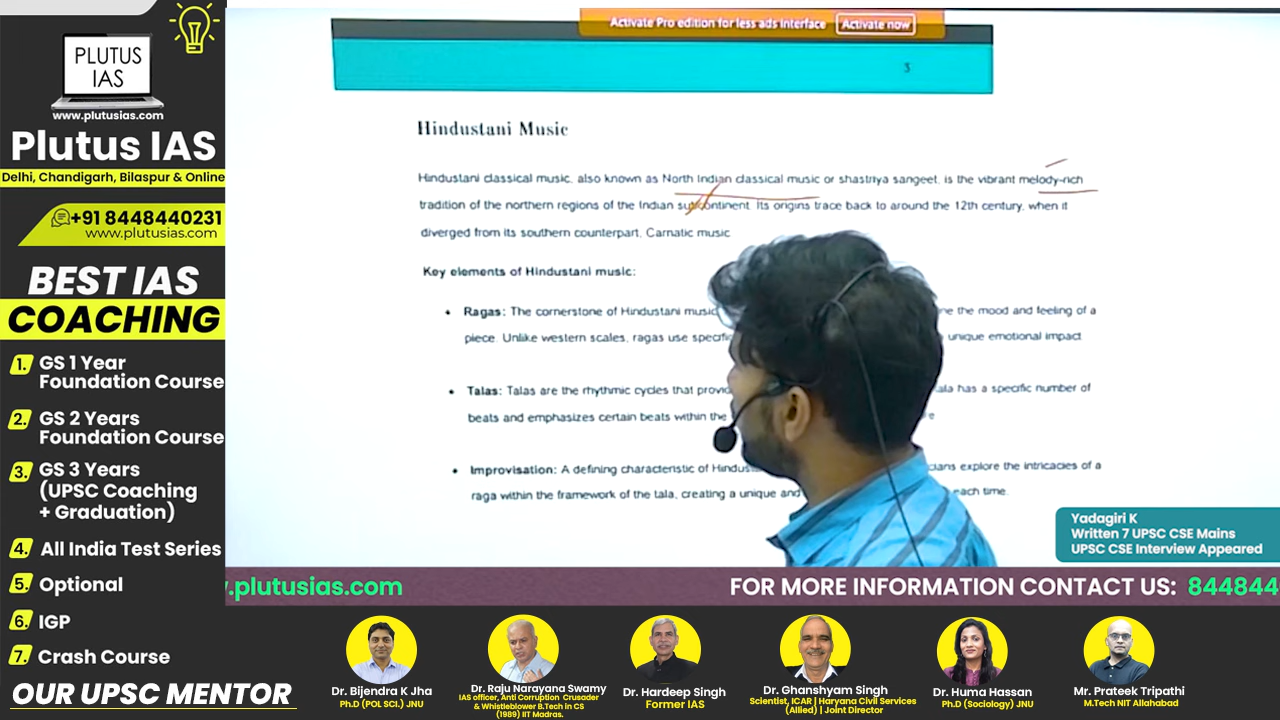 PLUTUS
IAS
www.plutusias.com
Plutus IAS
Delhi, Chandigarh, Bilaspur & Online
+91 8448440231
www.plutusias.com
BEST IAS
COACHING
1. GS 1 Year
Foundation Course
2. GS 2 Years
Foundation Course
3. GS 3 Years
(UPSC Coaching
+ Graduation)
4. All India Test Series
5. Optional
6. IGP
7. Crash Course
OUR UPSC MENTOR
Activate Pro edition for less ads interface Activate now
3
Hindustani Music
Hindustani classical music, also known as North Indian classical music or shastriya sangeet, is the vibrant melody-rich
tradition of the northern regions of the Indian subcontinent. Its origins trace back to around the 12th century, when it
diverged from its southern counterpart, Carnatic music
Key elements of Hindustani music:
• Ragas: The cornerstone of Hindustani music the mood and feeling of a
piece. Unlike western scales, ragas use unique emotional impact
• Talas: Talas are the rhythmic cycles that has a specific number of
beats and emphasizes certain beats within the
• Improvisation: A defining characteristic of explore the intricacies of a
raga within the framework of the tala, creating a unique and each time.
Yadagiri K
Written 7 UPSC CSE Mains
UPSC CSE Interview Appeared
.plutusias.com
FOR MORE INFORMATION CONTACT US: 844844
Dr. Bijendra K Jha
Ph.D (POL SCI.) JNU
Dr. Raju Narayana Swamy
IAS officer, Anti Corruption Crusader
& Whistleblower B.Tech in CS
(1989) IIT Madras.
Dr. Hardeep Singh
Former IAS
Dr. Ghanshyam Singh
Scientist, ICAR | Haryana Civil Services
(Allied) | Joint Director
Dr. Huma Hassan
Ph.D (Sociology) JNU
Mr. Prateek Tripathi
M.Tech NIT Allahabad